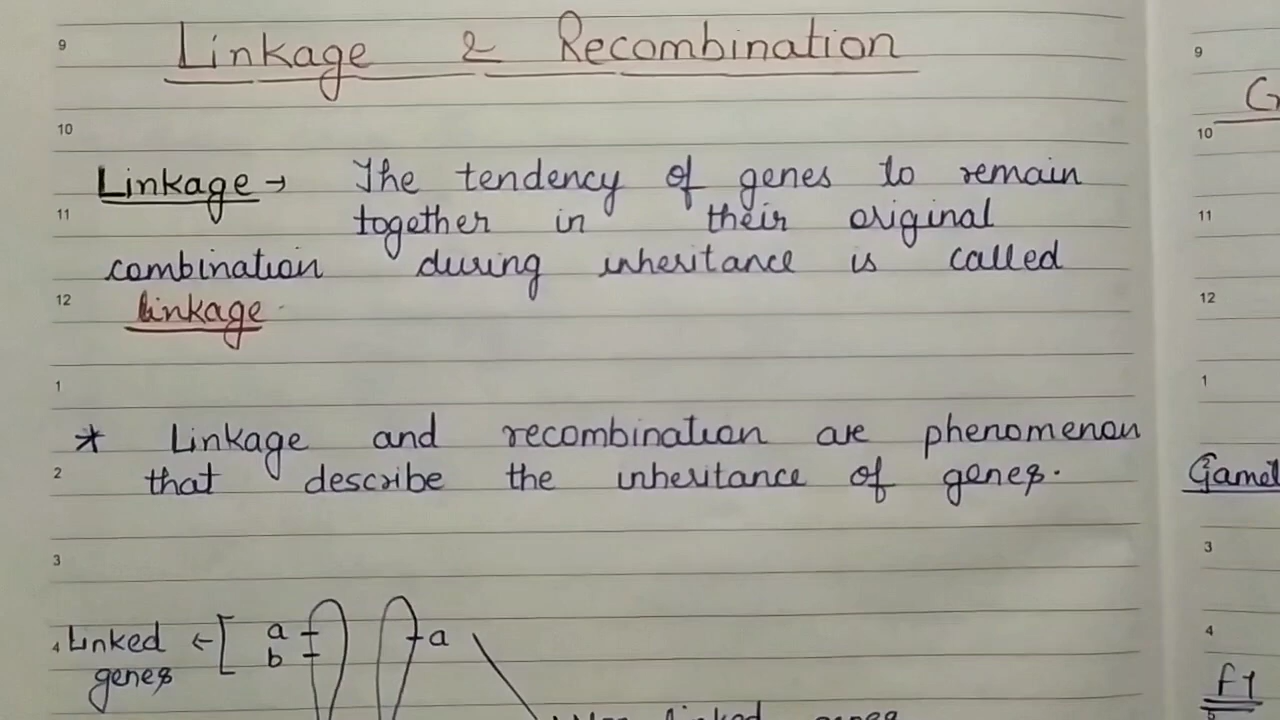 9
Linkage & Recombination
10
Linkage → The tendency of genes to remain
11
together in their original
combination during inheritance is called
12
linkage.
1
* Linkage and recombination are phenomenon
2
that describe the inheritance of genes.
3
4
Linked ← [ a a
genes b
linked genes
9
10
11
12
1
Gamet
3
4
F1